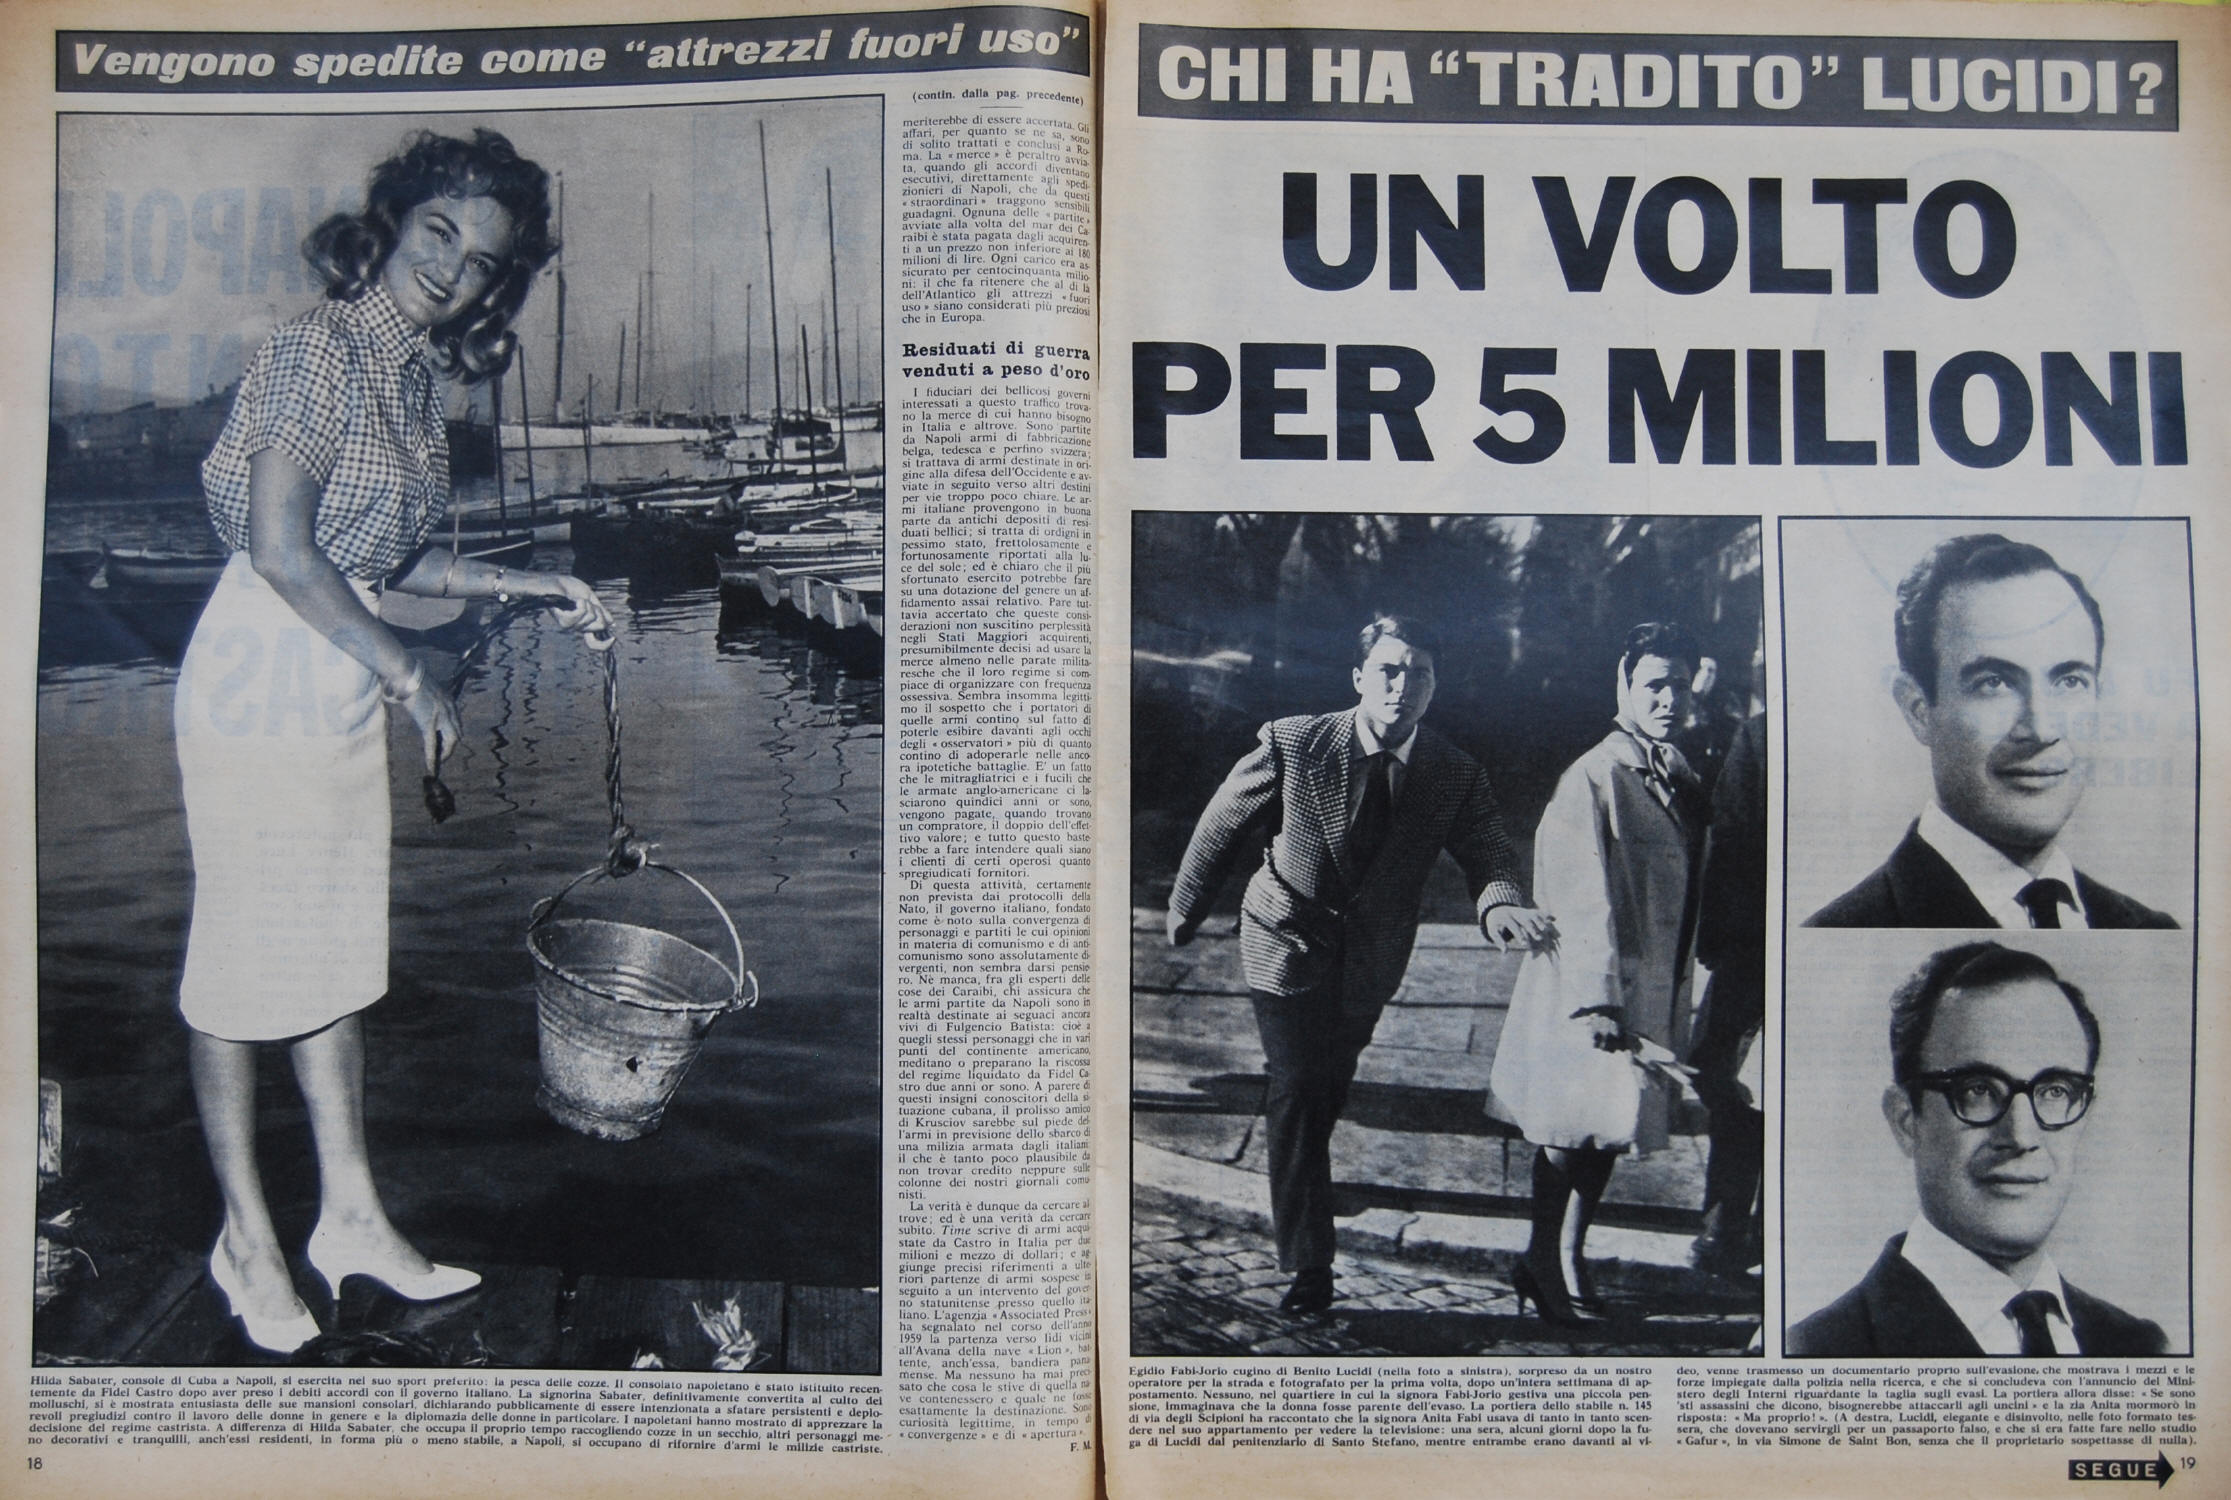 Vengono spedite come “attrezzi fuori uso”
(contin. dalla pag. precedente)
meriterebbe di essere accertata. Gli
affari, per quanto se ne sa, sono
di solito trattati e conclusi a Ro-
ma. La « merce » è peraltro avvia-
ta, quando gli accordi diventano
esecutivi, direttamente agli spedi-
zionieri di Napoli, che da questi
« straordinari » traggono sensibili
guadagni. Ognuna delle « partite »
avviate alla volta del mar dei Ca-
raibi è stata pagata dagli acquiren-
ti a un prezzo non inferiore ai 180
milioni di lire. Ogni carico era as-
sicurato per centocinquanta milio-
ni: il che fa ritenere che al di là
dell'Atlantico gli attrezzi « fuori
uso » siano considerati più preziosi
che in Europa.
Residuati di guerra
venduti a peso d'oro
I fiduciari dei bellicosi governi
interessati a questo traffico trova-
no la merce di cui hanno bisogno
in Italia e altrove. Sono partite
da Napoli armi di fabbricazione
belga, tedesca e perfino svizzera;
si trattava di armi destinate in ori-
gine alla difesa dell'Occidente e av-
viate in seguito verso altri destini
per vie troppo poco chiare. Le ar-
mi italiane provengono in buona
parte da antichi depositi di resi-
duati bellici; si tratta di ordigni in
pessimo stato, frettolosamente e
fortunosamente riportati alla lu-
ce del sole; ed è chiaro che il più
sfortunato esercito potrebbe fare
su una dotazione del genere un af-
fidamento assai relativo. Pare tut-
tavia accertato che queste consi-
derazioni non suscitino perplessità
negli Stati Maggiori acquirenti,
presumibilmente decisi ad usare la
merce almeno nelle parate milita-
resche che il loro regime si com-
piace di organizzare con frequenza
ossessiva. Sembra insomma legitti-
mo il sospetto che i portatori di
quelle armi contino sul fatto di
poterle esibire davanti agli occhi
degli « osservatori » più di quanto
contino di adoperarle nelle anco-
ra ipotetiche battaglie. E' un fatto
che le mitragliatrici e i fucili che
le armate anglo-americane ci la-
sciarono quindici anni or sono,
vengono pagate, quando trovano
un compratore, il doppio dell'effet-
tivo valore; e tutto questo baste-
rebbe a fare intendere quali siano
i clienti di certi operosi quanto
spregiudicati fornitori.
Di questa attività, certamente
non prevista dai protocolli della
Nato, il governo italiano, fondato
come è noto sulla convergenza di
personaggi e partiti le cui opinioni
in materia di comunismo e di anti-
comunismo sono assolutamente di-
vergenti, non sembra darsi pensie-
ro. Nè manca, fra gli esperti delle
cose dei Caraibi, chi assicura che
le armi partite da Napoli sono in
realtà destinate ai seguaci ancora
vivi di Fulgencio Batista: cioè a
quegli stessi personaggi che in vari
punti del continente americano,
meditano o preparano la riscossa
del regime liquidato da Fidel Ca-
stro due anni or sono. A parere di
questi insigni conoscitori della si-
tuazione cubana, il prolisso amico
di Krusciov sarebbe sul piede del-
l'armi in previsione dello sbarco di
una milizia armata dagli italiani:
il che è tanto poco plausibile da
non trovar credito neppure sulle
colonne dei nostri giornali comu-
nisti.
La verità è dunque da cercare al-
trove; ed è una verità da cercare
subito. Time scrive di armi acqui-
state da Castro in Italia per due
milioni e mezzo di dollari; e ag-
giunge precisi riferimenti a ulte-
riori partenze di armi sospese in
seguito a un intervento del gover-
no statunitense presso quello ita-
liano. L'agenzia « Associated Press »
ha segnalato nel corso dell'anno
1959 la partenza verso lidi vicini
all'Avana della nave « Lion », bat-
tente, anch'essa, bandiera pana-
mense. Ma nessuno ha mai preci-
sato che cosa le stive di quella na-
ve contenessero e quale ne fosse
esattamente la destinazione. Sono
curiosità legittime, in tempo di
« convergenze » e di « apertura ».
F. M.
Hilda Sabater, console di Cuba a Napoli, si esercita nel suo sport preferito: la pesca delle cozze. Il consolato napoletano è stato istituito recen-
temente da Fidel Castro dopo aver preso i debiti accordi con il governo italiano. La signorina Sabater, definitivamente convertita al culto dei
molluschi, si è mostrata entusiasta delle sue mansioni consolari, dichiarando pubblicamente di essere intenzionata a sfatare persistenti e deplo-
revoli pregiudizi contro il lavoro delle donne in genere e la diplomazia delle donne in particolare. I napoletani hanno mostrato di apprezzare la
decisione del regime castrista. A differenza di Hilda Sabater, che occupa il proprio tempo raccogliendo cozze in un secchio, altri personaggi me-
no decorativi e tranquilli, anch'essi residenti, in forma più o meno stabile, a Napoli, si occupano di rifornire d'armi le milizie castriste.
18
CHI HA “TRADITO” LUCIDI?
UN VOLTO
PER 5 MILIONI
Egidio Fabi-Jorio cugino di Benito Lucidi (nella foto a sinistra), sorpreso da un nostro
operatore per la strada e fotografato per la prima volta, dopo un'intera settimana di ap-
postamento. Nessuno, nel quartiere in cui la signora Fabi-Jorio gestiva una piccola pen-
sione, immaginava che la donna fosse parente dell'evaso. La portiera dello stabile n. 145
di via degli Scipioni ha raccontato che la signora Anita Fabi usava di tanto in tanto scen-
dere nel suo appartamento per vedere la televisione: una sera, alcuni giorni dopo la fu-
ga di Lucidi dal penitenziario di Santo Stefano, mentre entrambe erano davanti al vi-
deo, venne trasmesso un documentario proprio sull'evasione, che mostrava i mezzi e le
forze impiegate dalla polizia nella ricerca, e che si concludeva con l'annuncio del Mini-
stero degli Interni riguardante la taglia sugli evasi. La portiera allora disse: « Se sono
'sti assassini che dicono, bisognerebbe attaccarli agli uncini » e la zia Anita mormorò in
risposta: « Ma proprio! ». (A destra, Lucidi, elegante e disinvolto, nelle foto formato tes-
sera, che dovevano servirgli per un passaporto falso, e che si era fatte fare nello studio
« Gafur », in via Simone de Saint Bon, senza che il proprietario sospettasse di nulla).
SEGUE
19